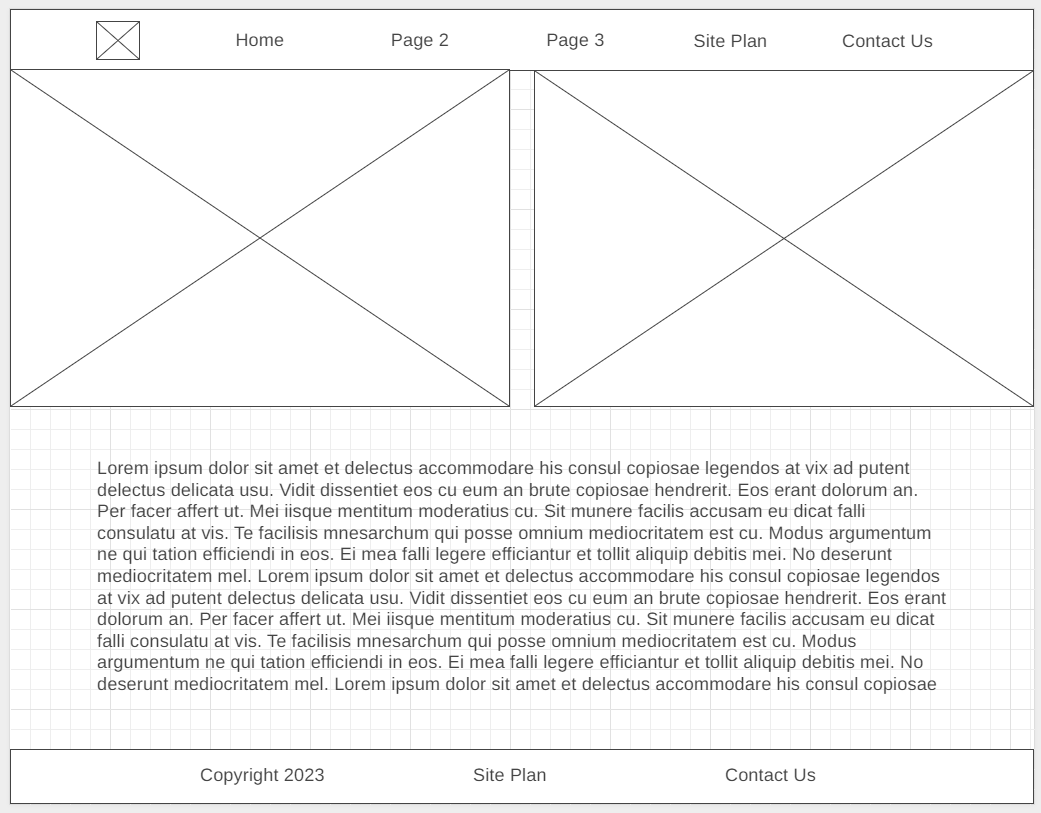 Home Page 2 Page 3 Site Plan Contact Us
Lorem ipsum dolor sit amet et delectus accommodare his consul copiosae legendos at vix ad putent
delectus delicata usu. Vidit dissentiet eos cu eum an brute copiosae hendrerit. Eos erant dolorum an.
Per facer affert ut. Mei iisque mentitum moderatius cu. Sit munere facilis accusam eu dicat falli
consulatu at vis. Te facilisis mnesarchum qui posse omnium mediocritatem est cu. Modus argumentum
ne qui tation efficiendi in eos. Ei mea falli legere efficiantur et tollit aliquip debitis mei. No deserunt
mediocritatem mel. Lorem ipsum dolor sit amet et delectus accommodare his consul copiosae legendos
at vix ad putent delectus delicata usu. Vidit dissentiet eos cu eum an brute copiosae hendrerit. Eos erant
dolorum an. Per facer affert ut. Mei iisque mentitum moderatius cu. Sit munere facilis accusam eu dicat
falli consulatu at vis. Te facilisis mnesarchum qui posse omnium mediocritatem est cu. Modus
argumentum ne qui tation efficiendi in eos. Ei mea falli legere efficiantur et tollit aliquip debitis mei. No
deserunt mediocritatem mel. Lorem ipsum dolor sit amet et delectus accommodare his consul copiosae
Copyright 2023 Site Plan Contact Us